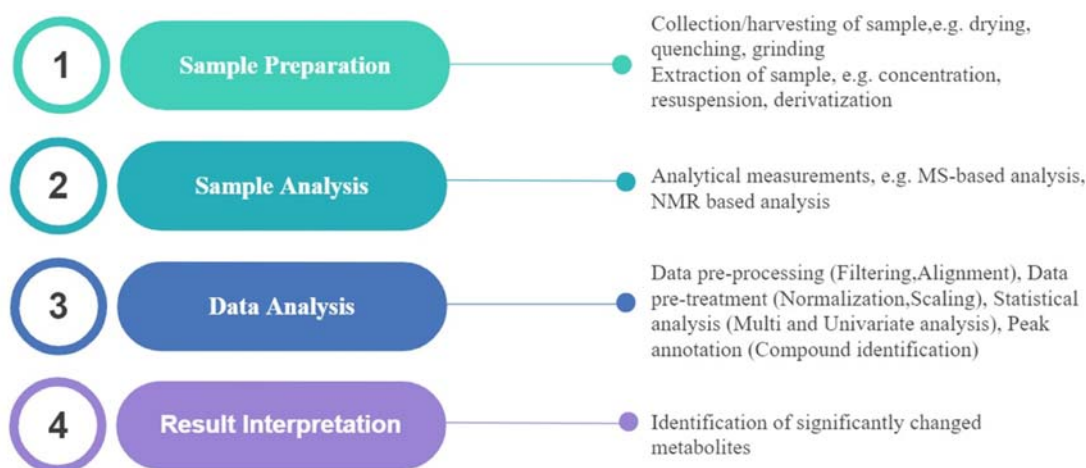 1
Sample Preparation
Collection/harvesting of sample,e.g. drying,
quenching, grinding
Extraction of sample, e.g. concentration,
resuspension, derivatization
2
Sample Analysis
Analytical measurements, e.g. MS-based analysis,
NMR based analysis
3
Data Analysis
Data pre-processing (Filtering,Alignment), Data
pre-treatment (Normalization,Scaling), Statistical
analysis (Multi and Univariate analysis), Peak
annotation (Compound identification)
4
Result Interpretation
Identification of significantly changed
metabolites